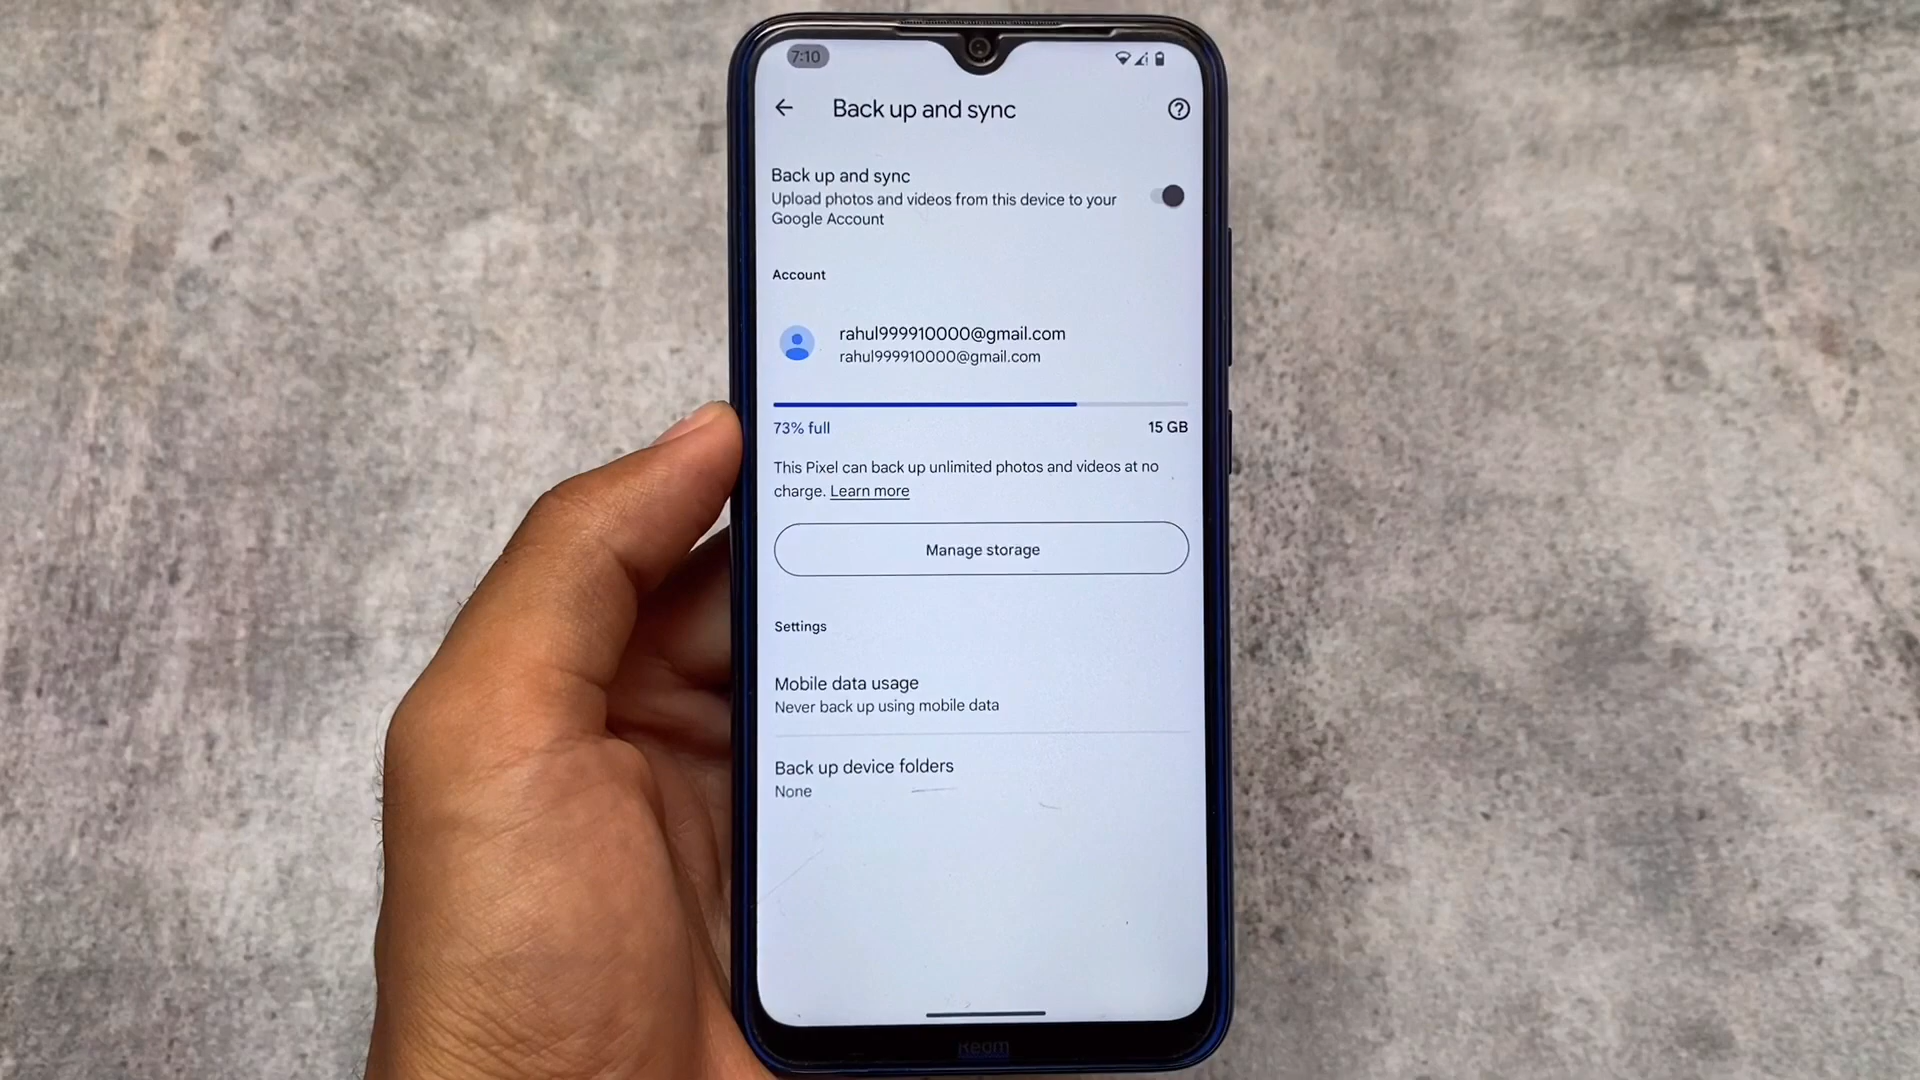 7:10
Back up and sync
Back up and sync
Upload photos and videos from this device to your
Google Account
Account
rahul999910000@gmail.com
rahul999910000@gmail.com
73% full 15 GB
This Pixel can back up unlimited photos and videos at no
charge. Learn more
Manage storage
Settings
Mobile data usage
Never back up using mobile data
Back up device folders
None
Redm